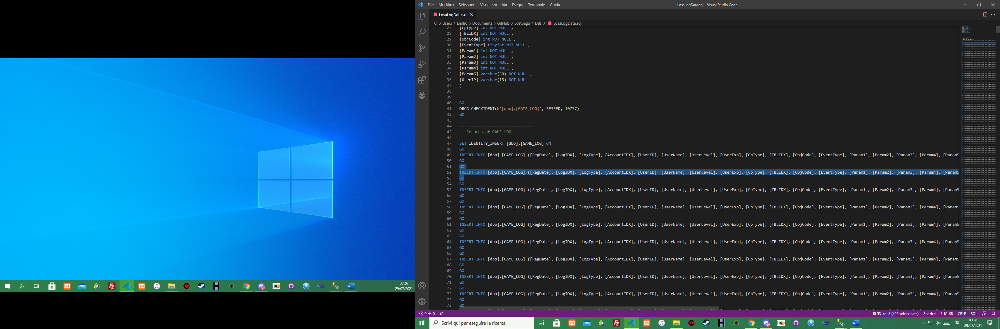 00:26
29/07/2021
File Modifica Selezione Visualizza Vai Esegui Terminale Guida
LosaLogData.sql - Visual Studio Code
LosaLogData.sql
C: > Users > Emilio > Documents > GitHub > LostSaga > DBs > LosaLogData.sql
27 [CpType] int NOT NULL ,
28 [TBLIDX] int NOT NULL ,
29 [ObjCode] int NOT NULL ,
30 [EventType] tinyint NOT NULL ,
31 [Param1] int NOT NULL ,
32 [Param2] int NOT NULL ,
33 [Param3] int NOT NULL ,
34 [Param4] int NOT NULL ,
35 [Param5] varchar(50) NOT NULL ,
36 [UserIP] varchar(15) NOT NULL
37 )
38
39
40 GO
41 DBCC CHECKIDENT(N'[dbo].[GAME_LOG]', RESEED, 10777)
42 GO
43
44 -- ----------------------------
45 -- Records of GAME_LOG
46 -- ----------------------------
47 SET IDENTITY_INSERT [dbo].[GAME_LOG] ON
48 GO
49 INSERT INTO [dbo].[GAME_LOG] ([RegDate], [LogIDX], [LogType], [AccountIDX], [UserID], [UserName], [UserLevel], [UserExp], [CpType], [TBLIDX], [ObjCode], [EventType], [Param1], [Param2], [Param3], [Param4], [Param5
50 GO
51 GO
52 INSERT INTO [dbo].[GAME_LOG] ([RegDate], [LogIDX], [LogType], [AccountIDX], [UserID], [UserName], [UserLevel], [UserExp], [CpType], [TBLIDX], [ObjCode], [EventType], [Param1], [Param2], [Param3], [Param4], [Param5
53 GO
54 GO
55 INSERT INTO [dbo].[GAME_LOG] ([RegDate], [LogIDX], [LogType], [AccountIDX], [UserID], [UserName], [UserLevel], [UserExp], [CpType], [TBLIDX], [ObjCode], [EventType], [Param1], [Param2], [Param3], [Param4], [Param5
56 GO
57 GO
58 INSERT INTO [dbo].[GAME_LOG] ([RegDate], [LogIDX], [LogType], [AccountIDX], [UserID], [UserName], [UserLevel], [UserExp], [CpType], [TBLIDX], [ObjCode], [EventType], [Param1], [Param2], [Param3], [Param4], [Param5
59 GO
60 GO
61 INSERT INTO [dbo].[GAME_LOG] ([RegDate], [LogIDX], [LogType], [AccountIDX], [UserID], [UserName], [UserLevel], [UserExp], [CpType], [TBLIDX], [ObjCode], [EventType], [Param1], [Param2], [Param3], [Param4], [Param5
62 GO
63 GO
64 INSERT INTO [dbo].[GAME_LOG] ([RegDate], [LogIDX], [LogType], [AccountIDX], [UserID], [UserName], [UserLevel], [UserExp], [CpType], [TBLIDX], [ObjCode], [EventType], [Param1], [Param2], [Param3], [Param4], [Param5
65 GO
66 GO
67 INSERT INTO [dbo].[GAME_LOG] ([RegDate], [LogIDX], [LogType], [AccountIDX], [UserID], [UserName], [UserLevel], [UserExp], [CpType], [TBLIDX], [ObjCode], [EventType], [Param1], [Param2], [Param3], [Param4], [Param5
68 GO
69 GO
70 INSERT INTO [dbo].[GAME_LOG] ([RegDate], [LogIDX], [LogType], [AccountIDX], [UserID], [UserName], [UserLevel], [UserExp], [CpType], [TBLIDX], [ObjCode], [EventType], [Param1], [Param2], [Param3], [Param4], [Param5
71 GO
72 GO
73 INSERT INTO [dbo].[GAME_LOG] ([RegDate], [LogIDX], [LogType], [AccountIDX], [UserID], [UserName], [UserLevel], [UserExp], [CpType], [TBLIDX], [ObjCode], [EventType], [Param1], [Param2], [Param3], [Param4], [Param5
74 GO
75 GO
0 0
Ri 53, col 3 (406 selezionate) Spazi: 4 EUC-KR CRLF SQL
Scrivi qui per eseguire la ricerca
ITA
00:26
29/07/2021